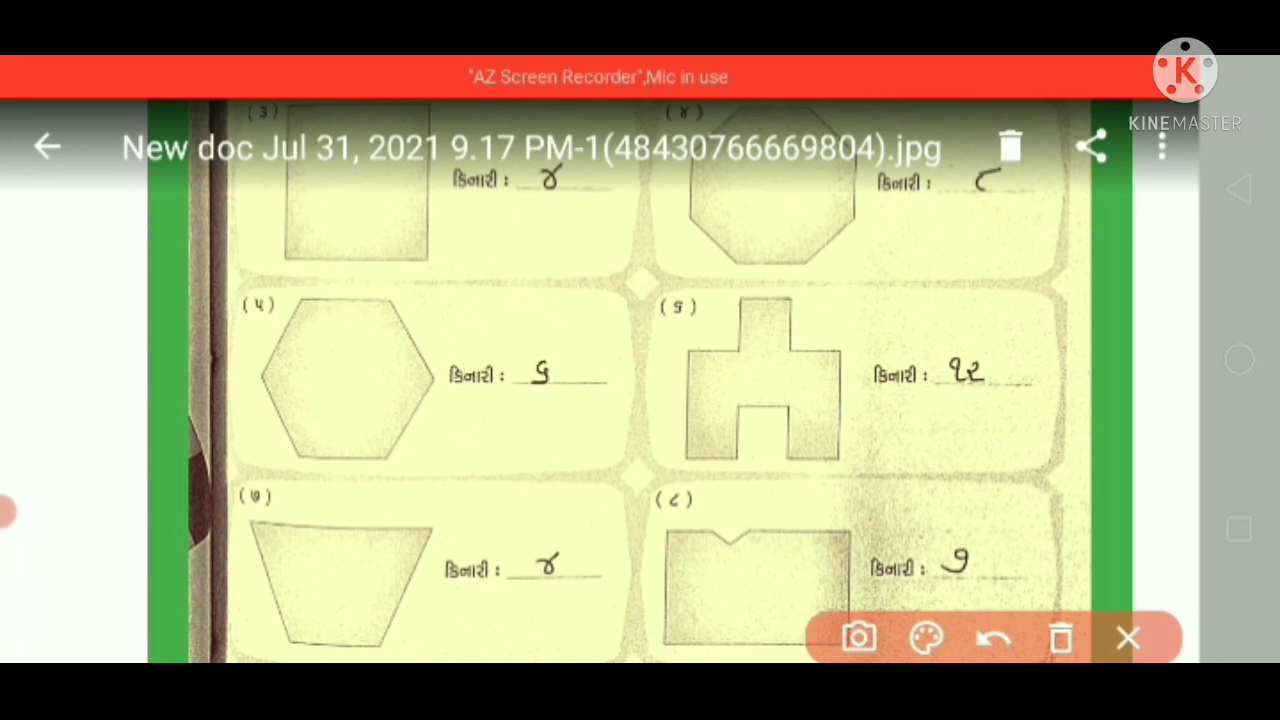 "AZ Screen Recorder",Mic in use
KINEMASTER
New doc Jul 31, 2021 9.17 PM-1(48430766669804).jpg
(૩)
કિનારી : ૪
(૪)
કિનારી : ૮
(૫)
કિનારી : ૬
(૬)
કિનારી : ૧૨
(૭)
કિનારી : ૪
(૮)
કિનારી : ૭